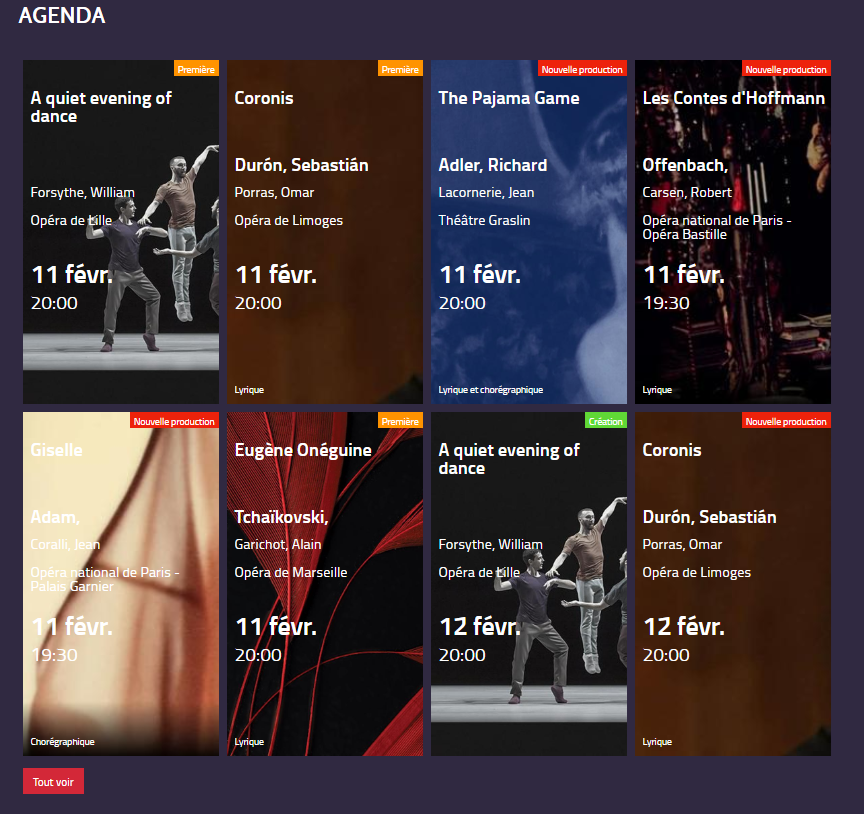 AGENDA
Première
A quiet evening of
dance
Forsythe, William
Opéra de Lille
11 févr.
20:00
Première
Coronis
Durón, Sebastián
Porras, Omar
Opéra de Limoges
11 févr.
20:00
Lyrique
Nouvelle production
The Pajama Game
Adler, Richard
Lacornerie, Jean
Théâtre Graslin
11 févr.
20:00
Lyrique et chorégraphique
Nouvelle production
Les Contes d'Hoffmann
Offenbach,
Carsen, Robert
Opéra national de Paris -
Opéra Bastille
11 févr.
19:30
Lyrique
Nouvelle production
Giselle
Adam,
Coralli, Jean
Opéra national de Paris -
Palais Garnier
11 févr.
19:30
Chorégraphique
Première
Eugène Onéguine
Tchaïkovski,
Garichot, Alain
Opéra de Marseille
11 févr.
20:00
Lyrique
Création
A quiet evening of
dance
Forsythe, William
Opéra de Lille
12 févr.
20:00
Nouvelle production
Coronis
Durón, Sebastián
Porras, Omar
Opéra de Limoges
12 févr.
20:00
Lyrique
Tout voir